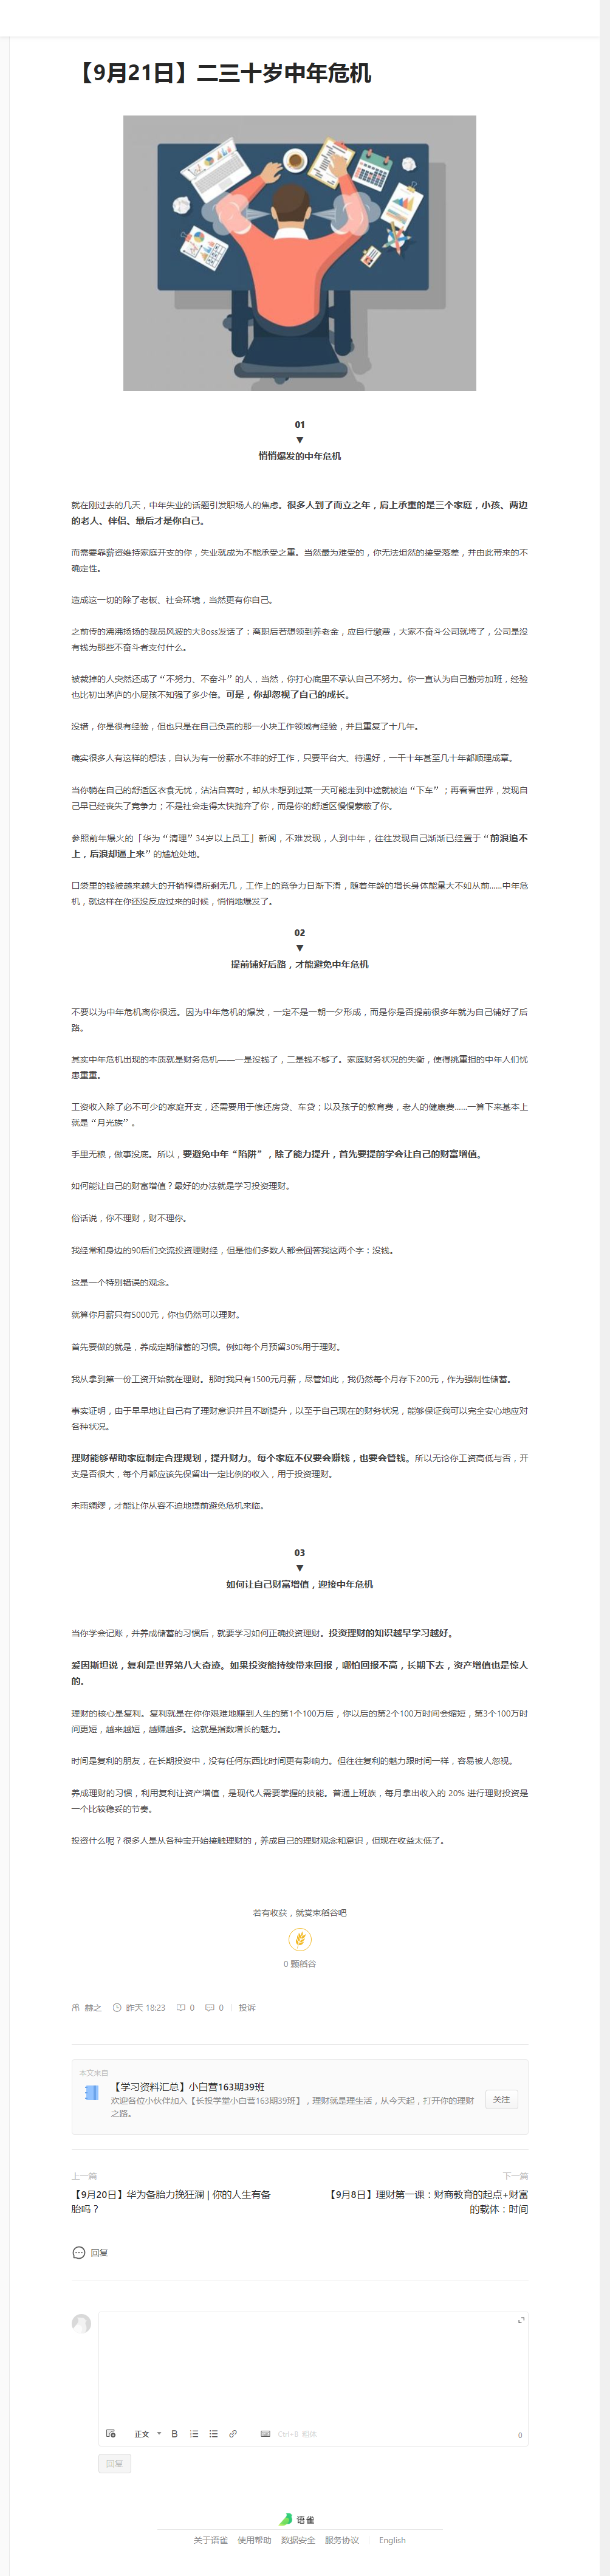 【9月21日】二三十岁中年危机
01
▼
悄悄爆发的中年危机
就在刚过去的几天，中年失业的话题引发职场人的焦虑。很多人到了而立之年，肩上承重的是三个家庭，小孩、两边
的老人、伴侣、最后才是你自己。
而需要靠薪资维持家庭开支的你，失业就成为不能承受之重。当然最为难受的，你无法坦然的接受落差，并由此带来的不
确定性。
造成这一切的除了老板、社会环境，当然更有你自己。
之前传的沸沸扬扬的裁员风波的大Boss发话了：离职后若想领到养老金，应自行缴费，大家不奋斗公司就垮了，公司是没
有钱为那些不奋斗者支付什么。
被裁掉的人突然还成了“不努力、不奋斗”的人，当然，你打心底里不承认自己不努力。你一直认为自己勤劳加班，经验
也比初出茅庐的小屁孩不知强了多少倍。可是，你却忽视了自己的成长。
没错，你是很有经验，但也只是在自己负责的那一小块工作领域有经验，并且重复了十几年。
确实很多人有这样的想法，自认为有一份薪水不菲的好工作，只要平台大、待遇好，一干十年甚至几十年都顺理成章。
当你躺在自己的舒适区衣食无忧，沾沾自喜时，却从未想到过某一天可能走到中途就被迫“下车”；再看看世界，发现自
己早已经丧失了竞争力；不是社会走得太快抛弃了你，而是你的舒适区慢慢蒙蔽了你。
参照前年爆火的「华为“清理”34岁以上员工」新闻，不难发现，人到中年，往往发现自己渐渐已经置于“前浪追不
上，后浪却逼上来”的尴尬处地。
口袋里的钱被越来越大的开销榨得所剩无几，工作上的竞争力日渐下滑，随着年龄的增长身体能量大不如从前......中年危
机，就这样在你还没反应过来的时候，悄悄地爆发了。
02
▼
提前铺好后路，才能避免中年危机
不要以为中年危机离你很远。因为中年危机的爆发，一定不是一朝一夕形成，而是你是否提前很多年就为自己铺好了后
路。
其实中年危机出现的本质就是财务危机——一是没钱了，二是钱不够了。家庭财务状况的失衡，使得挑重担的中年人们忧
患重重。
工资收入除了必不可少的家庭开支，还需要用于偿还房贷、车贷；以及孩子的教育费，老人的健康费......一算下来基本上
就是“月光族”。
手里无粮，做事没底。所以，要避免中年“陷阱”，除了能力提升，首先要提前学会让自己的财富增值。
如何能让自己的财富增值？最好的办法就是学习投资理财。
俗话说，你不理财，财不理你。
我经常和身边的90后们交流投资理财经，但是他们多数人都会回答我这两个字：没钱。
这是一个特别错误的观念。
就算你月薪只有5000元，你也仍然可以理财。
首先要做的就是，养成定期储蓄的习惯。例如每个月预留30%用于理财。
我从拿到第一份工资开始就在理财。那时我只有1500元月薪，尽管如此，我仍然每个月存下200元，作为强制性储蓄。
事实证明，由于早早地让自己有了理财意识并且不断提升，以至于自己现在的财务状况，能够保证我可以完全安心地应对
各种状况。
理财能够帮助家庭制定合理规划，提升财力。每个家庭不仅要会赚钱，也要会管钱。所以无论你工资高低与否，开
支是否很大，每个月都应该先保留出一定比例的收入，用于投资理财。
未雨绸缪，才能让你从容不迫地提前避免危机来临。
03
▼
如何让自己财富增值，迎接中年危机
当你学会记账，并养成储蓄的习惯后，就要学习如何正确投资理财。投资理财的知识越早学习越好。
爱因斯坦说，复利是世界第八大奇迹。如果投资能持续带来回报，哪怕回报不高，长期下去，资产增值也是惊人
的。
理财的核心是复利。复利就是在你你艰难地赚到人生的第1个100万后，你以后的第2个100万时间会缩短，第3个100万时
间更短，越来越短，越赚越多。这就是指数增长的魅力。
时间是复利的朋友，在长期投资中，没有任何东西比时间更有影响力。但往往复利的魅力跟时间一样，容易被人忽视。
养成理财的习惯，利用复利让资产增值，是现代人需要掌握的技能。普通上班族，每月拿出收入的 20% 进行理财投资是
一个比较稳妥的节奏。
投资什么呢？很多人是从各种宝开始接触理财的，养成自己的理财观念和意识，但现在收益太低了。
若有收获，就赏束稻谷吧
0 颗稻谷
赫之 昨天 18:23 0 0 投诉
本文来自
【学习资料汇总】小白营163期39班
欢迎各位小伙伴加入【长投学堂小白营163期39班】，理财就是理生活，从今天起，打开你的理财
之路。
关注
上一篇
【9月20日】华为备胎力挽狂澜 | 你的人生有备
胎吗？
下一篇
【9月8日】理财第一课：财商教育的起点+财富
的载体：时间
回复
正文 B Ctrl+B 粗体 0
回复
语雀
关于语雀 使用帮助 数据安全 服务协议 English